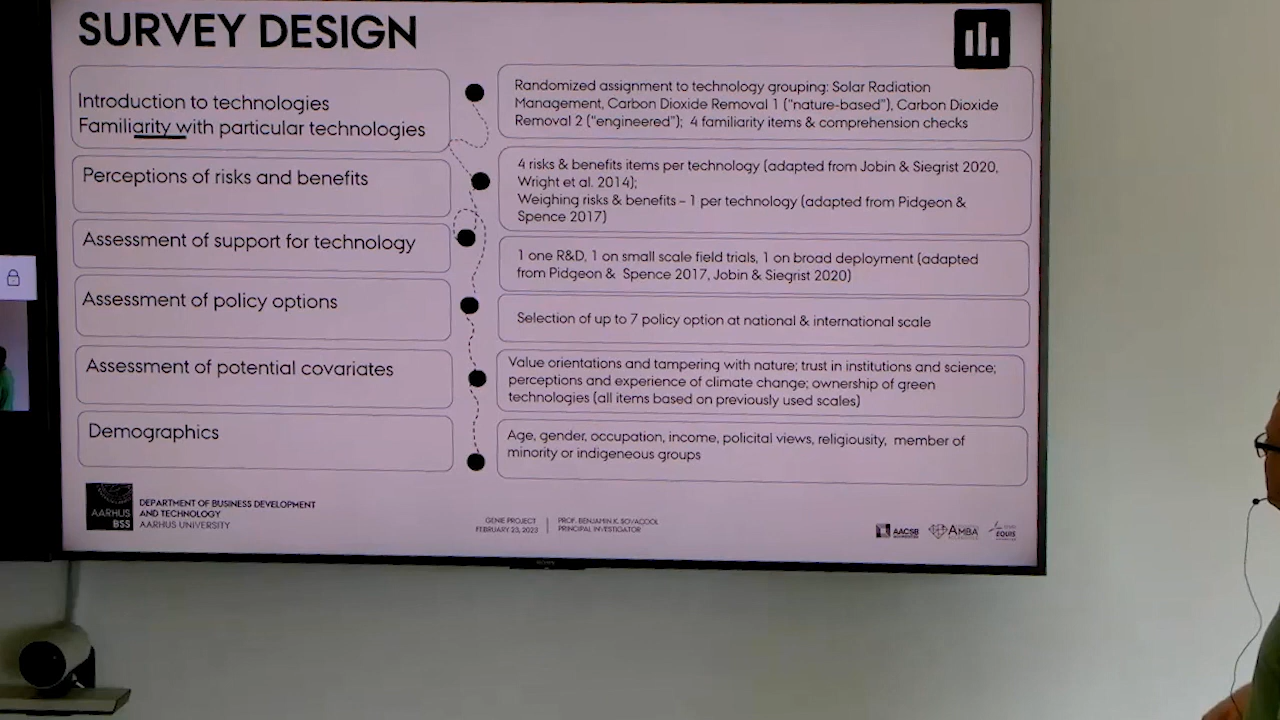 SURVEY DESIGN
Introduction to technologies
Familiarity with particular technologies
Randomized assignment to technology grouping: Solar Radiation
Management, Carbon Dioxide Removal 1 ("nature-based"), Carbon Dioxide
Removal 2 ("engineered"); 4 familiarity items & comprehension checks
Perceptions of risks and benefits
4 risks & benefits items per technology (adapted from Jobin & Siegrist 2020,
Wright et al. 2014);
Weighing risks & benefits – 1 per technology (adapted from Pidgeon &
Spence 2017)
Assessment of support for technology
1 one R&D, 1 on small scale field trials, 1 on broad deployment (adapted
from Pidgeon & Spence 2017, Jobin & Siegrist 2020)
Assessment of policy options
Selection of up to 7 policy option at national & international scale
Assessment of potential covariates
Value orientations and tampering with nature; trust in institutions and science;
perceptions and experience of climate change; ownership of green
technologies (all items based on previously used scales)
Demographics
Age, gender, occupation, income, policital views, religiousity, member of
minority or indigeneous groups
AARHUS
BSS
DEPARTMENT OF BUSINESS DEVELOPMENT
AND TECHNOLOGY
AARHUS UNIVERSITY
GENIE PROJECT
FEBRUARY 23, 2023
PROF. BENJAMIN K. SOVACOOL
PRINCIPAL INVESTIGATOR
AACSB
AMBA
EQUIS
SONY